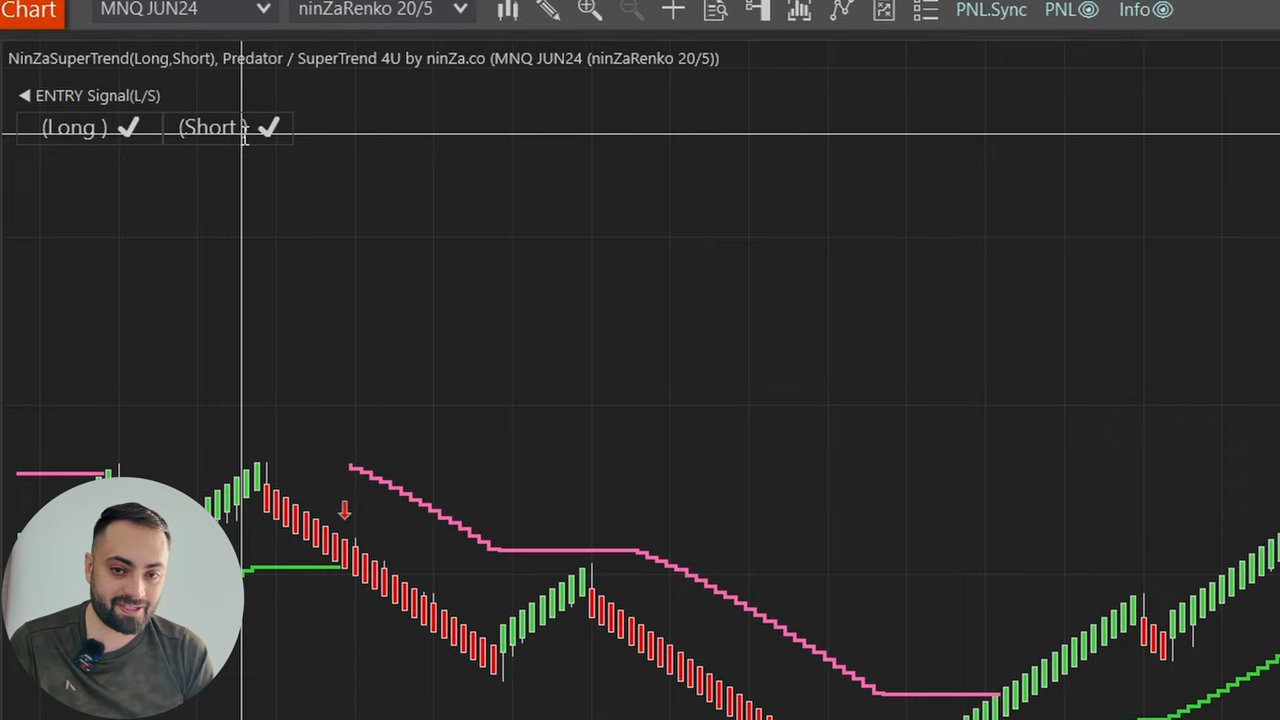 Chart MNQ JUN24 ninZaRenko 20/5 PNL.Sync PNL Info
NinZaSuperTrend(Long,Short), Predator / SuperTrend 4U by ninZa.co (MNQ JUN24 (ninZaRenko 20/5))
◀ ENTRY Signal(L/S)
(Long ) ✔ (Short ) ✔